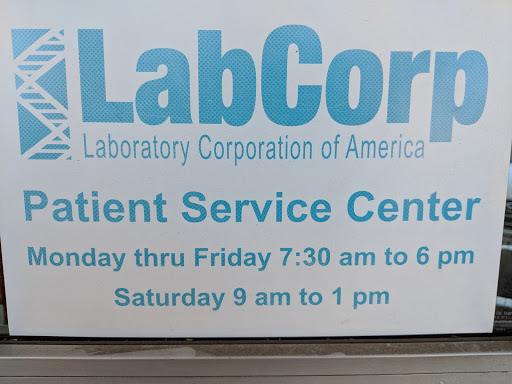 LabCorp
Laboratory Corporation of America
Patient Service Center
Monday thru Friday 7:30 am to 6 pm
Saturday 9 am to 1 pm